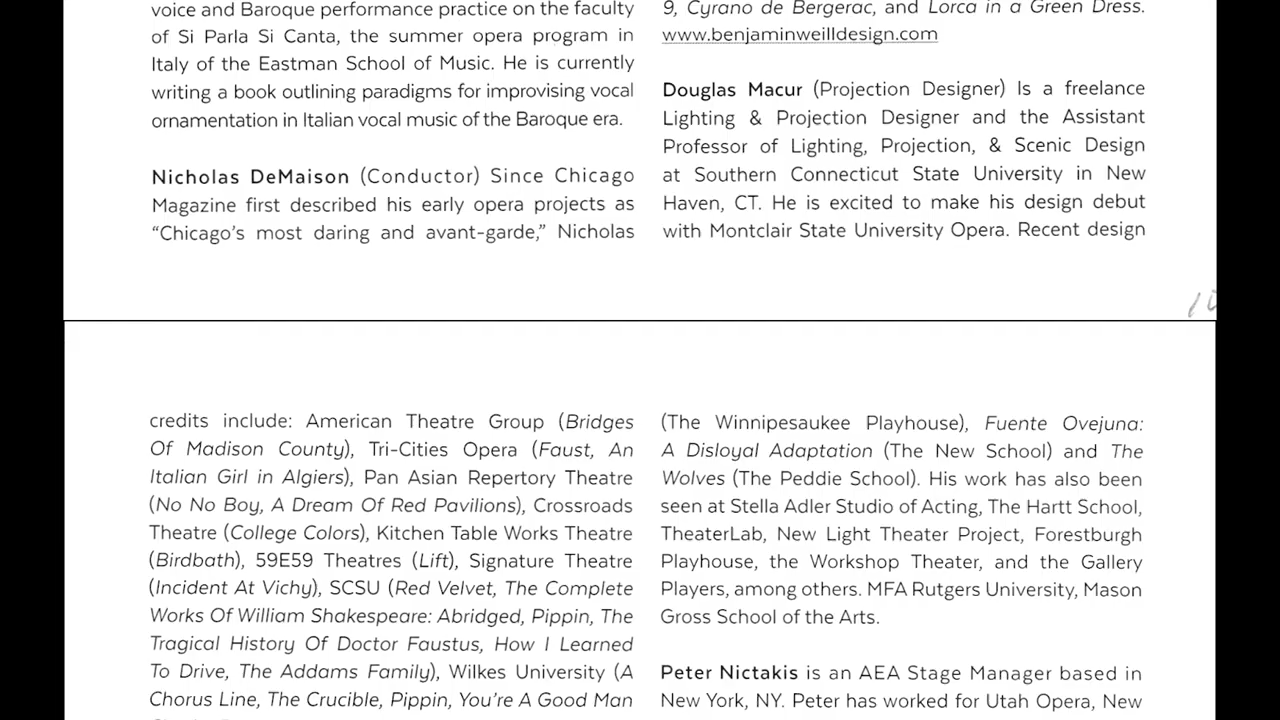 voice and Baroque performance practice on the faculty
of Si Parla Si Canta, the summer opera program in
Italy of the Eastman School of Music. He is currently
writing a book outlining paradigms for improvising vocal
ornamentation in Italian vocal music of the Baroque era.
Nicholas DeMaison (Conductor) Since Chicago
Magazine first described his early opera projects as
“Chicago’s most daring and avant-garde,” Nicholas
9, Cyrano de Bergerac, and Lorca in a Green Dress.
www.benjaminweilldesign.com
Douglas Macur (Projection Designer) Is a freelance
Lighting & Projection Designer and the Assistant
Professor of Lighting, Projection, & Scenic Design
at Southern Connecticut State University in New
Haven, CT. He is excited to make his design debut
with Montclair State University Opera. Recent design
credits include: American Theatre Group (Bridges
Of Madison County), Tri-Cities Opera (Faust, An
Italian Girl in Algiers), Pan Asian Repertory Theatre
(No No Boy, A Dream Of Red Pavilions), Crossroads
Theatre (College Colors), Kitchen Table Works Theatre
(Birdbath), 59E59 Theatres (Lift), Signature Theatre
(Incident At Vichy), SCSU (Red Velvet, The Complete
Works Of William Shakespeare: Abridged, Pippin, The
Tragical History Of Doctor Faustus, How I Learned
To Drive, The Addams Family), Wilkes University (A
Chorus Line, The Crucible, Pippin, You’re A Good Man
(The Winnipesaukee Playhouse), Fuente Ovejuna:
A Disloyal Adaptation (The New School) and The
Wolves (The Peddie School). His work has also been
seen at Stella Adler Studio of Acting, The Hartt School,
TheaterLab, New Light Theater Project, Forestburgh
Playhouse, the Workshop Theater, and the Gallery
Players, among others. MFA Rutgers University, Mason
Gross School of the Arts.
Peter Nictakis is an AEA Stage Manager based in
New York, NY. Peter has worked for Utah Opera, New